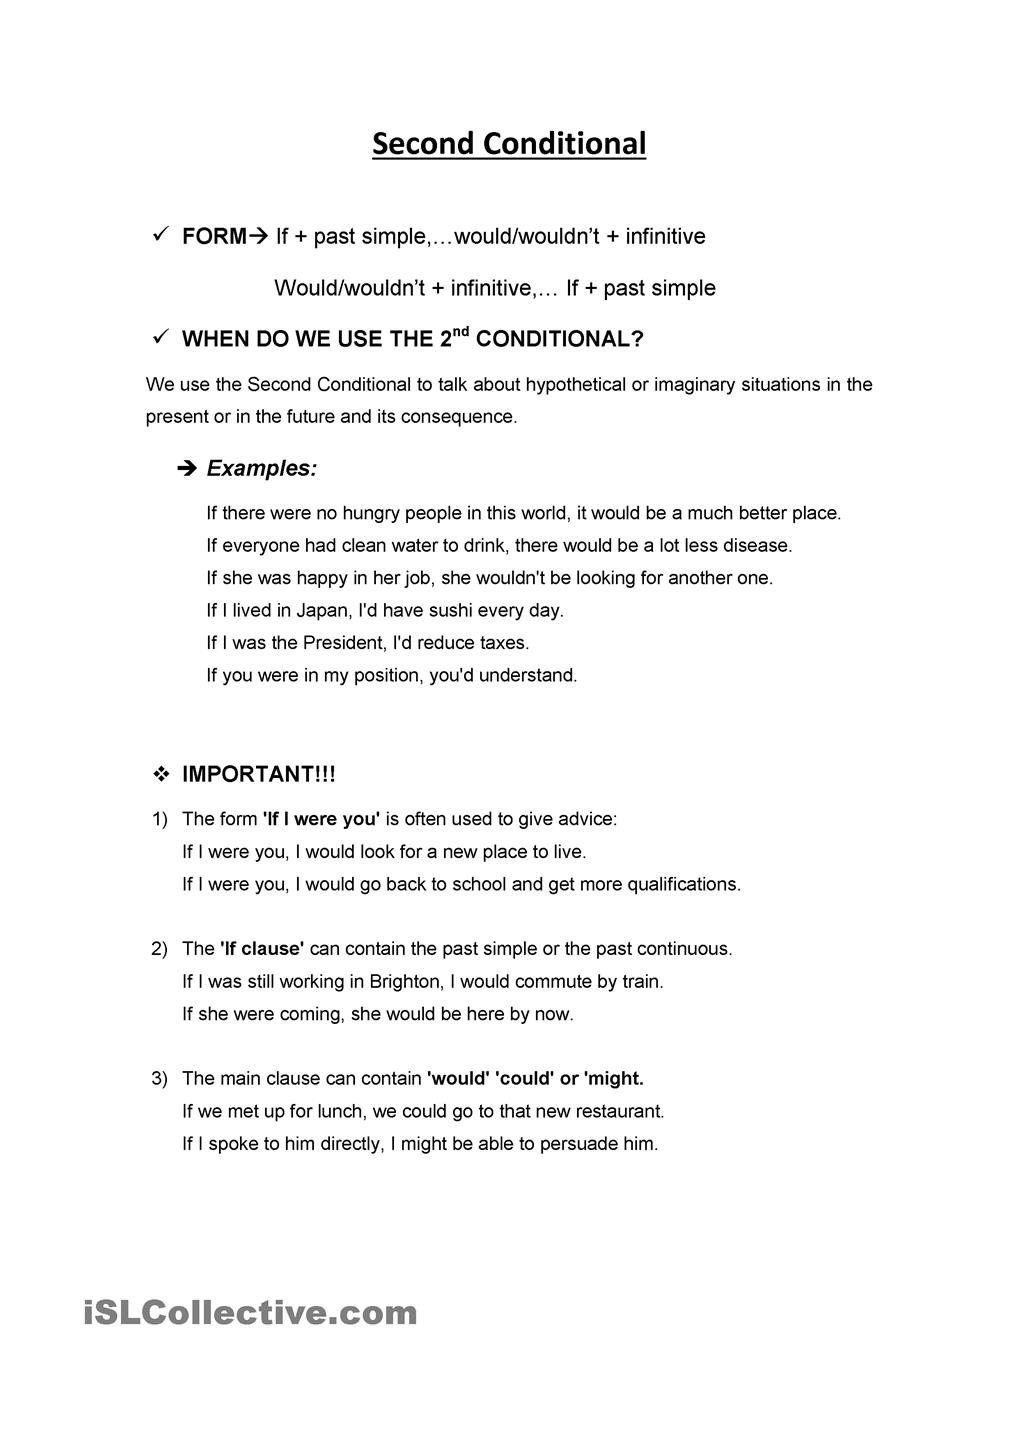 Second Conditional
✓ FORM→ If + past simple,…would/wouldn't + infinitive
Would/wouldn't + infinitive,… If + past simple
✓ WHEN DO WE USE THE 2nd CONDITIONAL?
We use the Second Conditional to talk about hypothetical or imaginary situations in the
present or in the future and its consequence.
→ Examples:
If there were no hungry people in this world, it would be a much better place.
If everyone had clean water to drink, there would be a lot less disease.
If she was happy in her job, she wouldn't be looking for another one.
If I lived in Japan, I'd have sushi every day.
If I was the President, I'd reduce taxes.
If you were in my position, you'd understand.
❖ IMPORTANT!!!
1) The form 'If I were you' is often used to give advice:
If I were you, I would look for a new place to live.
If I were you, I would go back to school and get more qualifications.
2) The 'If clause' can contain the past simple or the past continuous.
If I was still working in Brighton, I would commute by train.
If she were coming, she would be here by now.
3) The main clause can contain 'would' 'could' or 'might.
If we met up for lunch, we could go to that new restaurant.
If I spoke to him directly, I might be able to persuade him.
iSLCollective.com